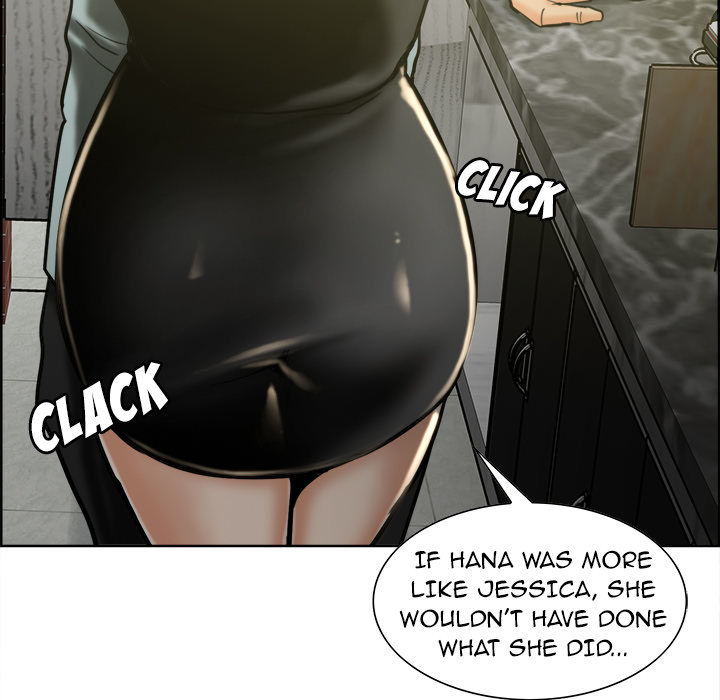 CLICK
CLACK
IF HANA WAS MORE
LIKE JESSICA, SHE
WOULDN'T HAVE DONE
WHAT SHE DID...